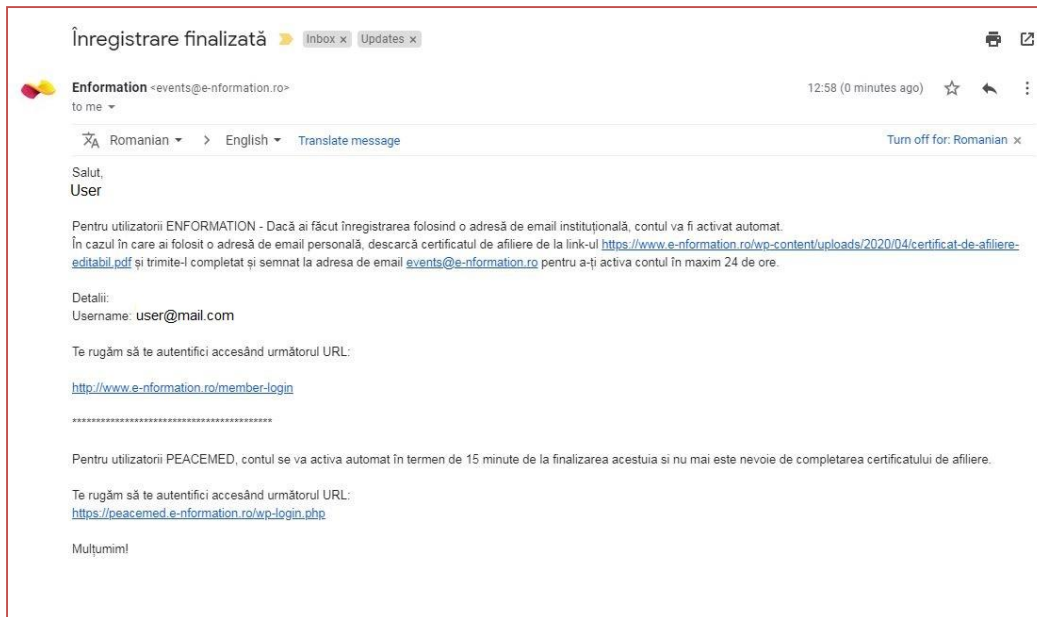 Înregistrare finalizată Inbox x Updates x
Enformation <events@e-nformation.ro> 12:58 (0 minutes ago)
to me
Romanian > English Translate message Turn off for: Romanian x
Salut,
User
Pentru utilizatorii ENFORMATION - Dacă ai făcut înregistrarea folosind o adresă de email instituțională, contul va fi activat automat.
În cazul în care ai folosit o adresă de email personală, descarcă certificatul de afiliere de la link-ul https://www.e-nformation.ro/wp-content/uploads/2020/04/certificat-de-afiliere-
editabil.pdf și trimite-l completat și semnat la adresa de email events@e-nformation.ro pentru a-ți activa contul în maxim 24 de ore.
Detalii:
Username: user@mail.com
Te rugăm să te autentifici accesând următorul URL:
http://www.e-nformation.ro/member-login
******************************************
Pentru utilizatorii PEACEMED, contul se va activa automat în termen de 15 minute de la finalizarea acestuia si nu mai este nevoie de completarea certificatului de afiliere.
Te rugăm să te autentifici accesând următorul URL:
https://peacemed.e-nformation.ro/wp-login.php
Mulțumim!